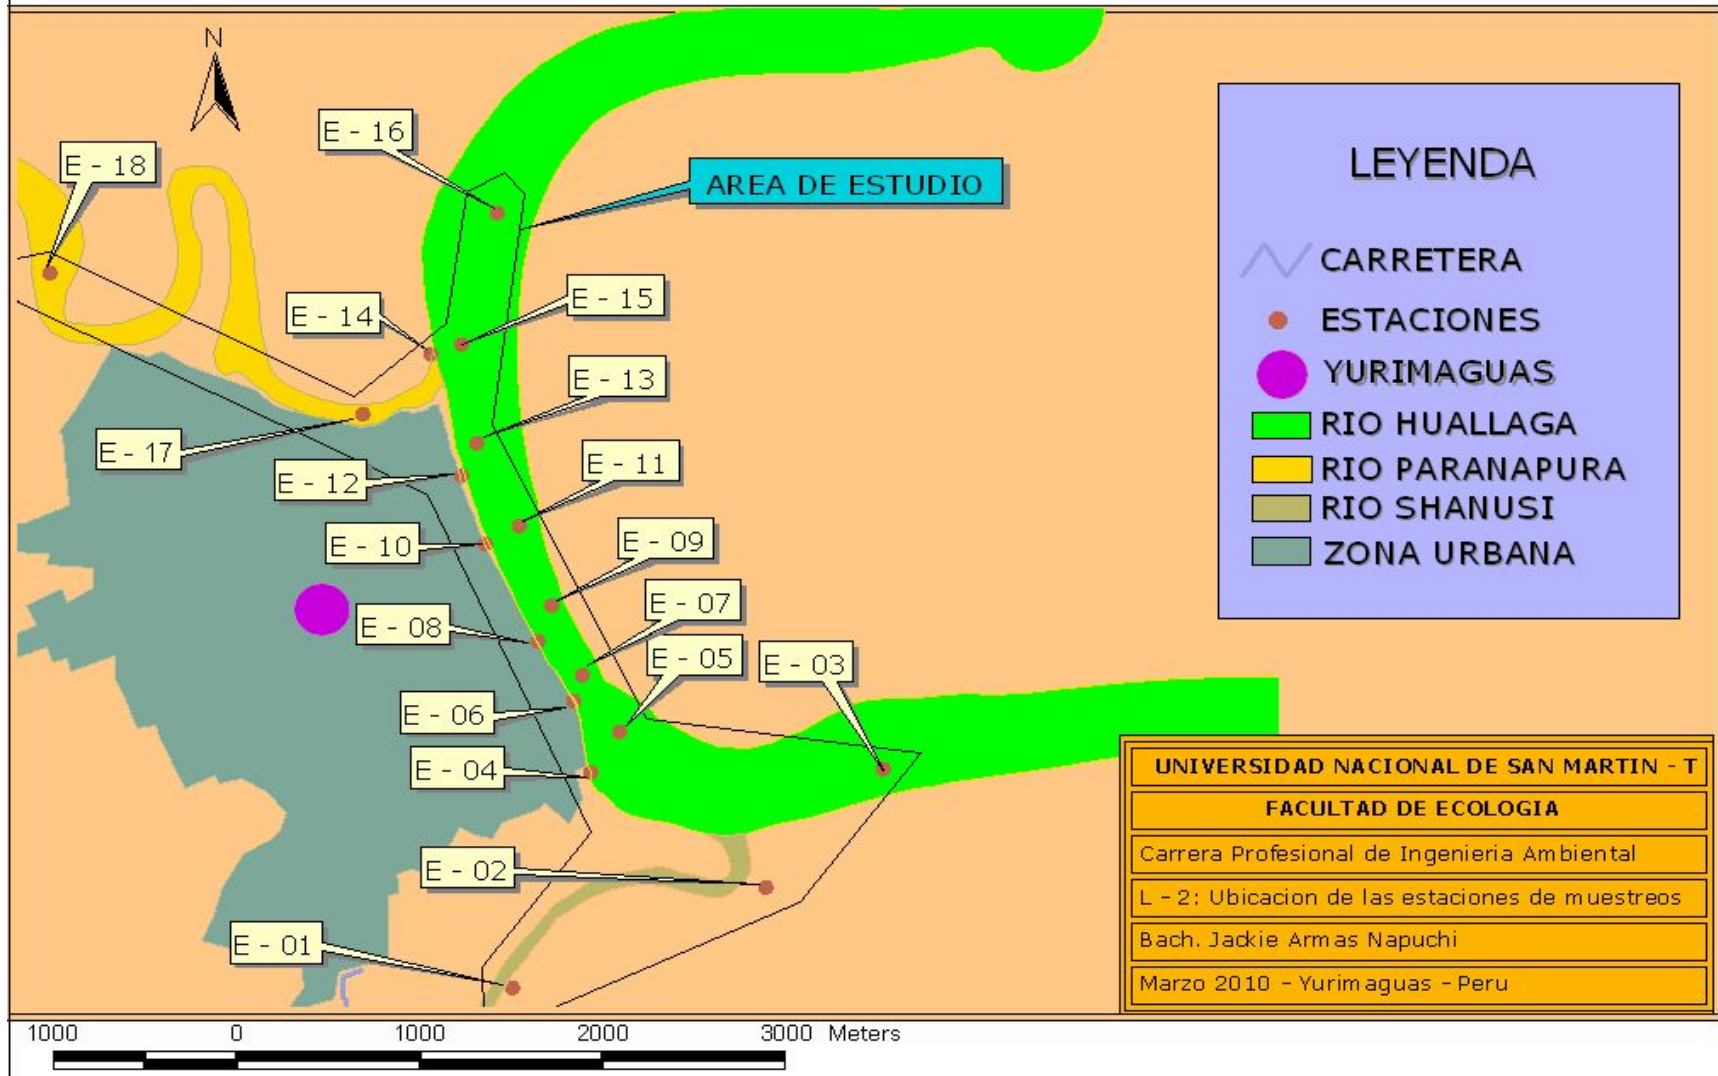 N
E - 16
E - 18
AREA DE ESTUDIO
E - 15
E - 14
E - 13
E - 17
E - 12
E - 11
E - 10
E - 09
E - 08
E - 07
E - 05
E - 03
E - 06
E - 04
E - 02
E - 01
LEYENDA
CARRETERA
ESTACIONES
YURIMAGUAS
RIO HUALLAGA
RIO PARANAPURA
RIO SHANUSI
ZONA URBANA
UNIVERSIDAD NACIONAL DE SAN MARTIN - T
FACULTAD DE ECOLOGIA
Carrera Profesional de Ingenieria Ambiental
L - 2: Ubicacion de las estaciones de muestreos
Bach. Jackie Armas Napuchi
Marzo 2010 - Yurimaguas - Peru
1000 0 1000 2000 3000 Meters